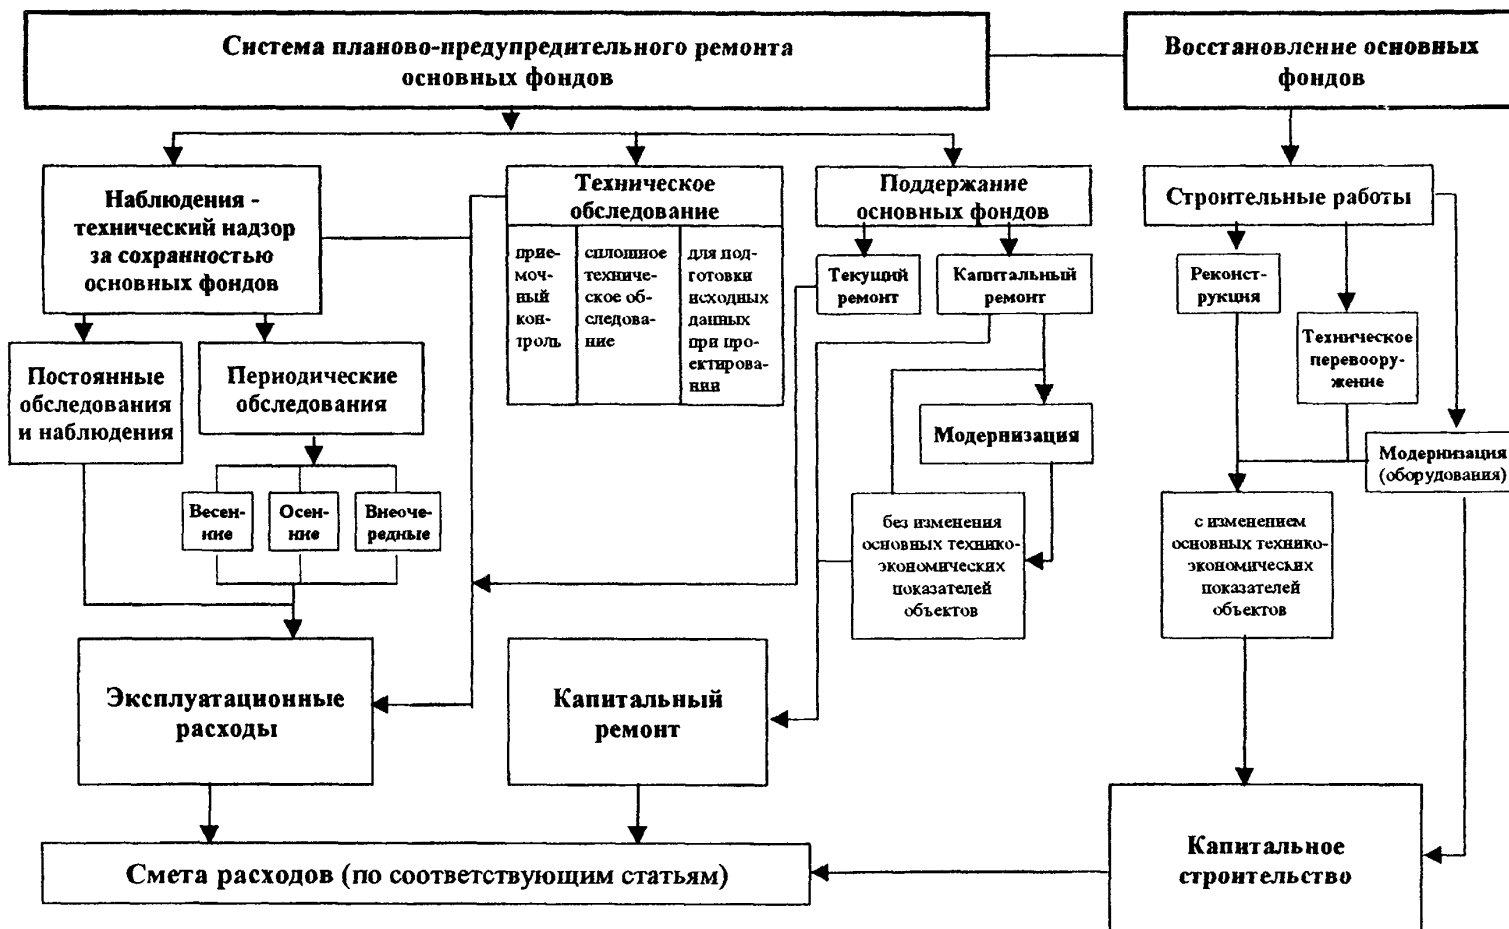 Система планово-предупредительного ремонта
основных фондов
Восстановление основных
фондов
Наблюдения -
технический надзор
за сохранностью
основных фондов
Техническое
обследование
прие-
моч-
ный
кон-
троль
сплошное
техниче-
ское об-
следова-
ние
для под-
готовки
исходных
данных
при про-
ектирова-
нии
Поддержание
основных фондов
Строительные работы
Текущий
ремонт
Капитальный
ремонт
Реконст-
рукция
Техническое
перевоору-
жение
Постоянные
обследования
и наблюдения
Периодические
обследования
Модернизация
Модернизация
(оборудования)
Весен-
ние
Осен-
ние
Внеоче-
редные
без изменения
основных технико-
экономических
показателей
объектов
с изменением
основных технико-
экономических
показателей
объектов
Эксплуатационные
расходы
Капитальный
ремонт
Капитальное
строительство
Смета расходов (по соответствующим статьям)